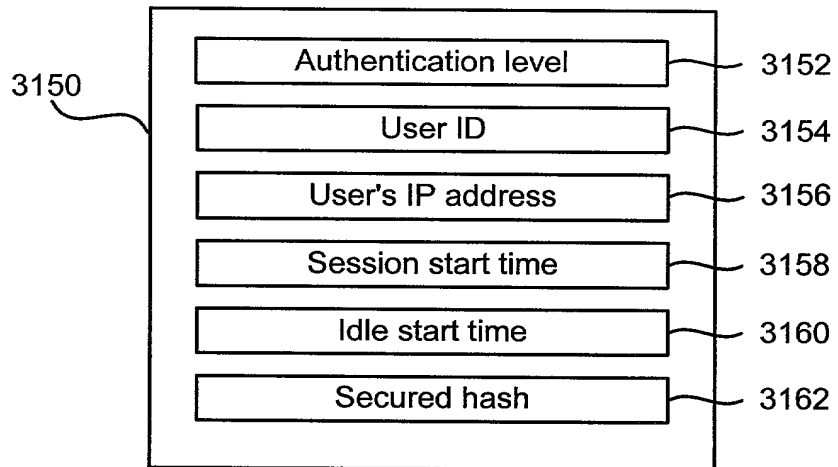 Authentication level 3152
3150
User ID 3154
User's IP address 3156
Session start time 3158
Idle start time 3160
Secured hash 3162